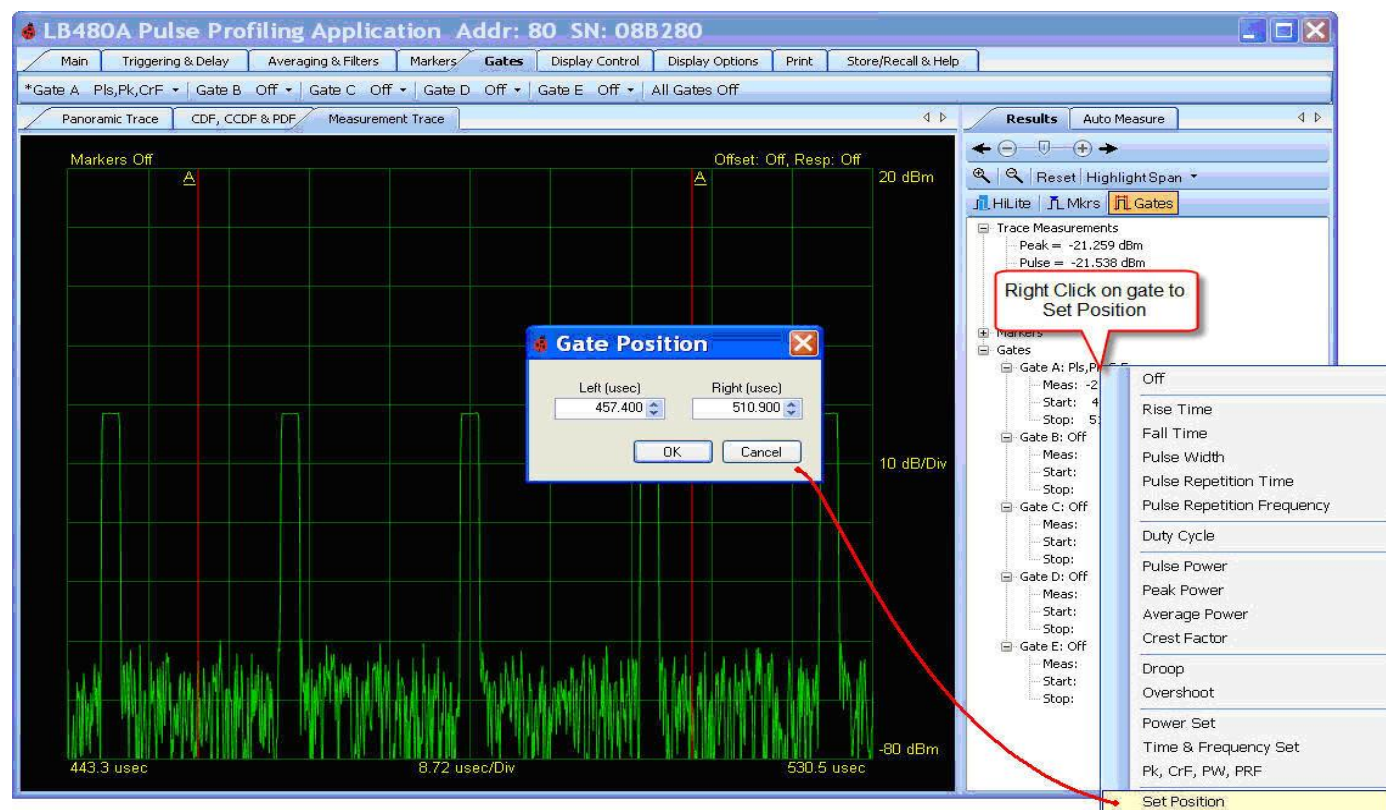 LB480A Pulse Profiling Application Addr: 80 SN: 08B280
Main Triggering & Delay Averaging & Filters Markers Gates Display Control Display Options Print Store/Recall & Help
*Gate A Pls,Pk,CrF Gate B Off Gate C Off Gate D Off Gate E Off All Gates Off
Panoramic Trace CDF, CCDF & PDF Measurement Trace
Markers Off
Offset: Off, Resp: Off
A
A
20 dBm
10 dB/Div
-80 dBm
443.3 usec
8.72 usec/Div
530.5 usec
Gate Position
Left (usec) Right (usec)
457.400 510.900
OK Cancel
Results Auto Measure
Reset HighlightSpan
HiLite Mkrs Gates
Trace Measurements
Peak = -21.259 dBm
Pulse = -21.538 dBm
Right Click on gate to
Set Position
Markers
Gates
Gate A: Pls,
Meas: -2
Start: 4
Stop: 5
Gate B: Off
Meas:
Start:
Stop:
Gate C: Off
Meas:
Start:
Stop:
Gate D: Off
Meas:
Start:
Stop:
Gate E: Off
Meas:
Start:
Stop:
Off
Rise Time
Fall Time
Pulse Width
Pulse Repetition Time
Pulse Repetition Frequency
Duty Cycle
Pulse Power
Peak Power
Average Power
Crest Factor
Droop
Overshoot
Power Set
Time & Frequency Set
Pk, CrF, PW, PRF
Set Position